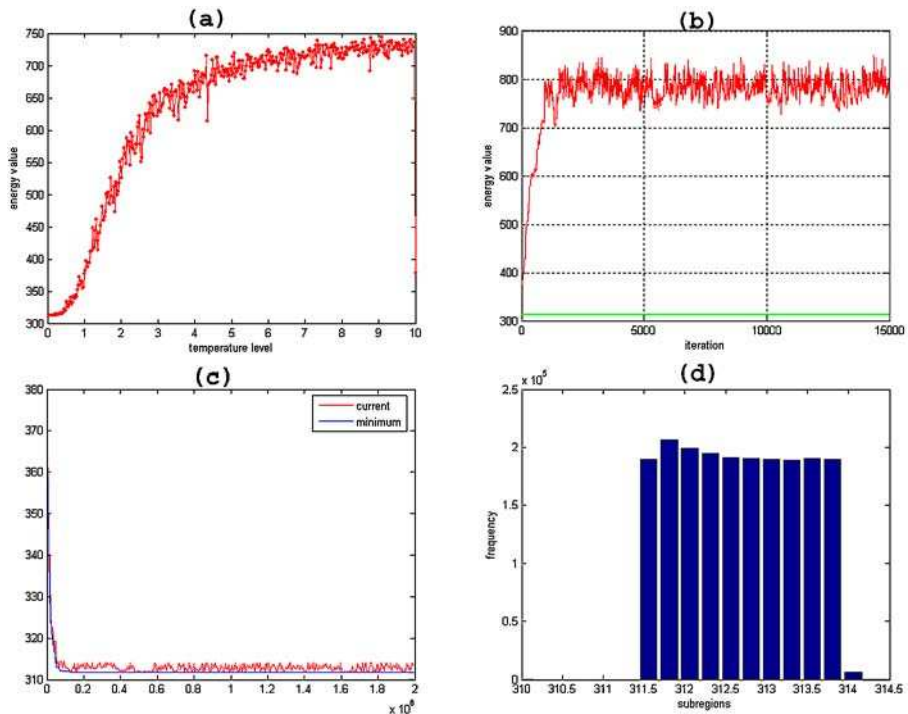 (a)
750
700
650
600
550
500
450
400
350
300
energy value
0 1 2 3 4 5 6 7 8 9 10
temperature level
(b)
900
800
700
600
500
400
300
energy value
0 5000 10000 15000
iteration
(c)
380
370
360
350
340
330
320
310
current
minimum
0 0.2 0.4 0.6 0.8 1 1.2 1.4 1.6 1.8 2
(d)
x 10^5
2.5
2
1.5
1
0.5
0
frequency
310 310.5 311 311.5 312 312.5 313 313.5 314 314.5
subregions